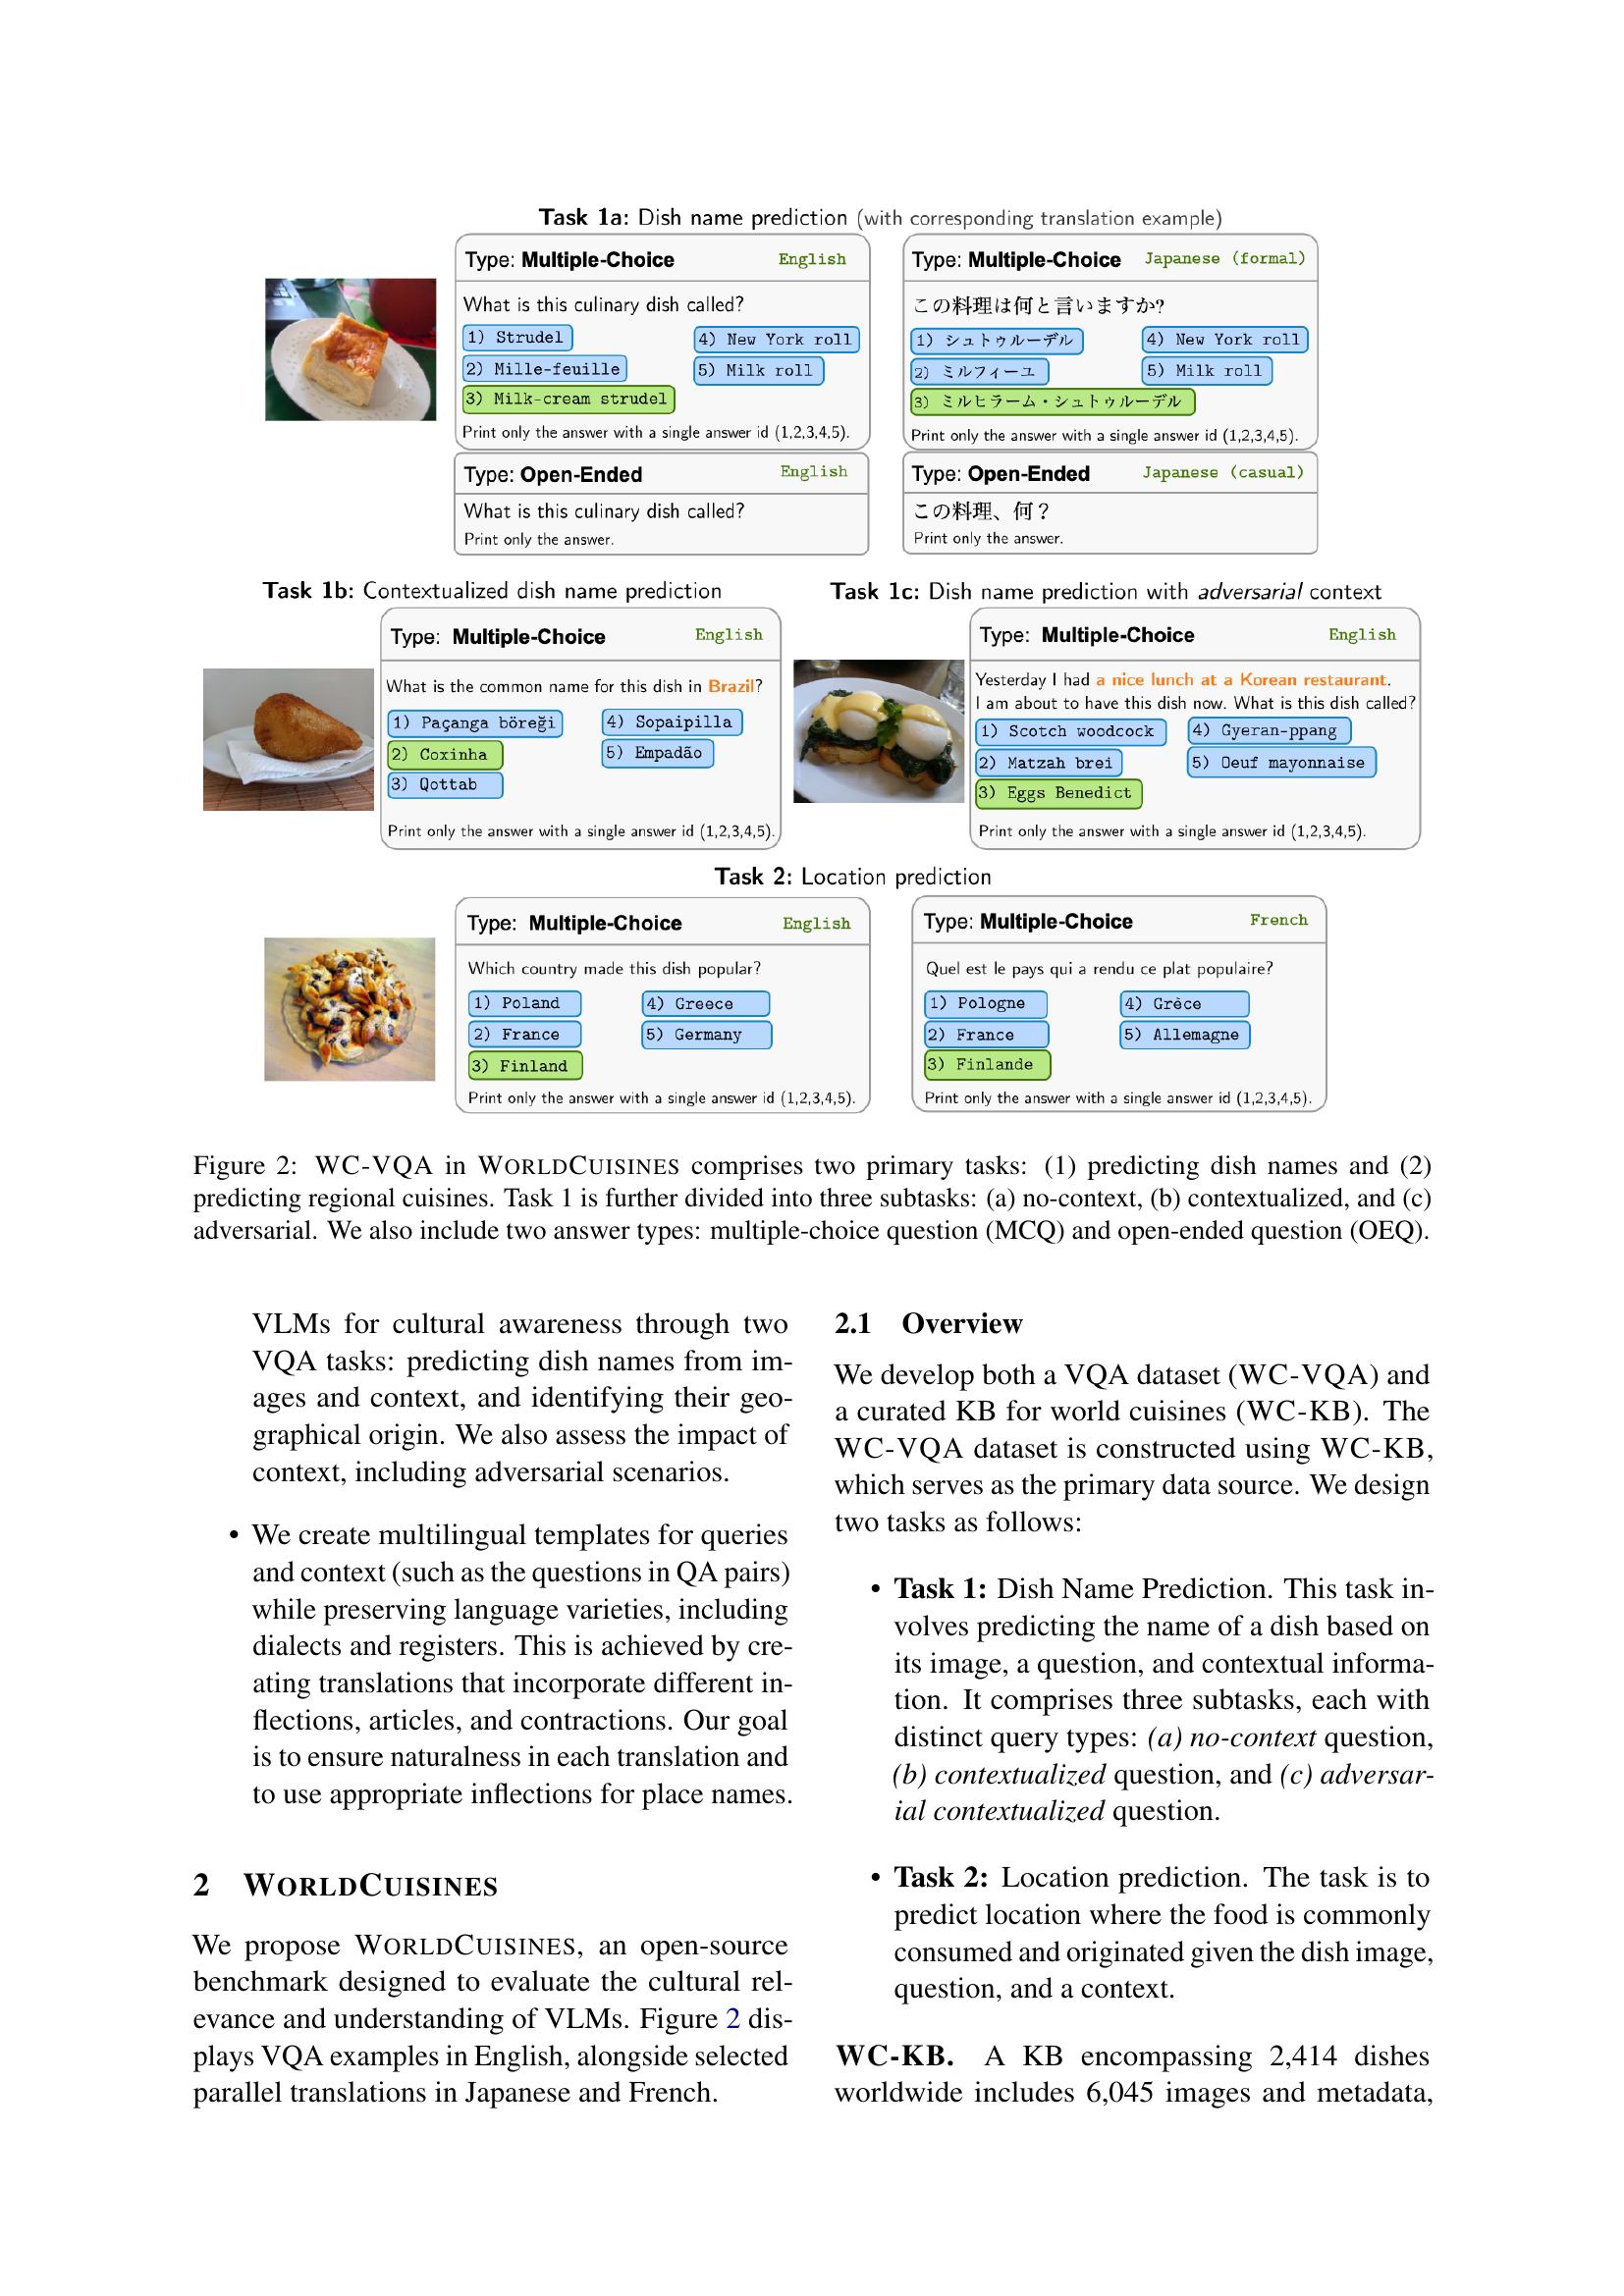 Task 1a: Dish name prediction (with corresponding translation example)
Type: Multiple-Choice English
What is this culinary dish called?
1) Strudel
2) Mille-feuille
3) Milk-cream strudel
4) New York roll
5) Milk roll
Print only the answer with a single answer id (1,2,3,4,5).
Type: Multiple-Choice Japanese (formal)
この料理は何と言いますか?
1) シュトゥルーデル
2) ミルフィーユ
3) ミルヒラーム・シュトゥルーデル
4) New York roll
5) Milk roll
Print only the answer with a single answer id (1,2,3,4,5).
Type: Open-Ended English
What is this culinary dish called?
Print only the answer.
Type: Open-Ended Japanese (casual)
この料理、何？
Print only the answer.
Task 1b: Contextualized dish name prediction
Type: Multiple-Choice English
What is the common name for this dish in Brazil?
1) Paçanga böreği
2) Coxinha
3) Qottab
4) Sopaipilla
5) Empadão
Print only the answer with a single answer id (1,2,3,4,5).
Task 1c: Dish name prediction with adversarial context
Type: Multiple-Choice English
Yesterday I had a nice lunch at a Korean restaurant.
I am about to have this dish now. What is this dish called?
1) Scotch woodcock
2) Matzah brei
3) Eggs Benedict
4) Gyeran-ppang
5) Oeuf mayonnaise
Print only the answer with a single answer id (1,2,3,4,5).
Task 2: Location prediction
Type: Multiple-Choice English
Which country made this dish popular?
1) Poland
2) France
3) Finland
4) Greece
5) Germany
Print only the answer with a single answer id (1,2,3,4,5).
Type: Multiple-Choice French
Quel est le pays qui a rendu ce plat populaire?
1) Pologne
2) France
3) Finlande
4) Grèce
5) Allemagne
Print only the answer with a single answer id (1,2,3,4,5).
Figure 2: WC-VQA in WORLDCUISINES comprises two primary tasks: (1) predicting dish names and (2)
predicting regional cuisines. Task 1 is further divided into three subtasks: (a) no-context, (b) contextualized, and (c)
adversarial. We also include two answer types: multiple-choice question (MCQ) and open-ended question (OEQ).
VLMs for cultural awareness through two
VQA tasks: predicting dish names from im-
ages and context, and identifying their geo-
graphical origin. We also assess the impact of
context, including adversarial scenarios.
• We create multilingual templates for queries
and context (such as the questions in QA pairs)
while preserving language varieties, including
dialects and registers. This is achieved by cre-
ating translations that incorporate different in-
flections, articles, and contractions. Our goal
is to ensure naturalness in each translation and
to use appropriate inflections for place names.
2 WORLDCUISINES
We propose WORLDCUISINES, an open-source
benchmark designed to evaluate the cultural rel-
evance and understanding of VLMs. Figure 2 dis-
plays VQA examples in English, alongside selected
parallel translations in Japanese and French.
2.1 Overview
We develop both a VQA dataset (WC-VQA) and
a curated KB for world cuisines (WC-KB). The
WC-VQA dataset is constructed using WC-KB,
which serves as the primary data source. We design
two tasks as follows:
• Task 1: Dish Name Prediction. This task in-
volves predicting the name of a dish based on
its image, a question, and contextual informa-
tion. It comprises three subtasks, each with
distinct query types: (a) no-context question,
(b) contextualized question, and (c) adversar-
ial contextualized question.
• Task 2: Location prediction. The task is to
predict location where the food is commonly
consumed and originated given the dish image,
question, and a context.
WC-KB. A KB encompassing 2,414 dishes
worldwide includes 6,045 images and metadata,